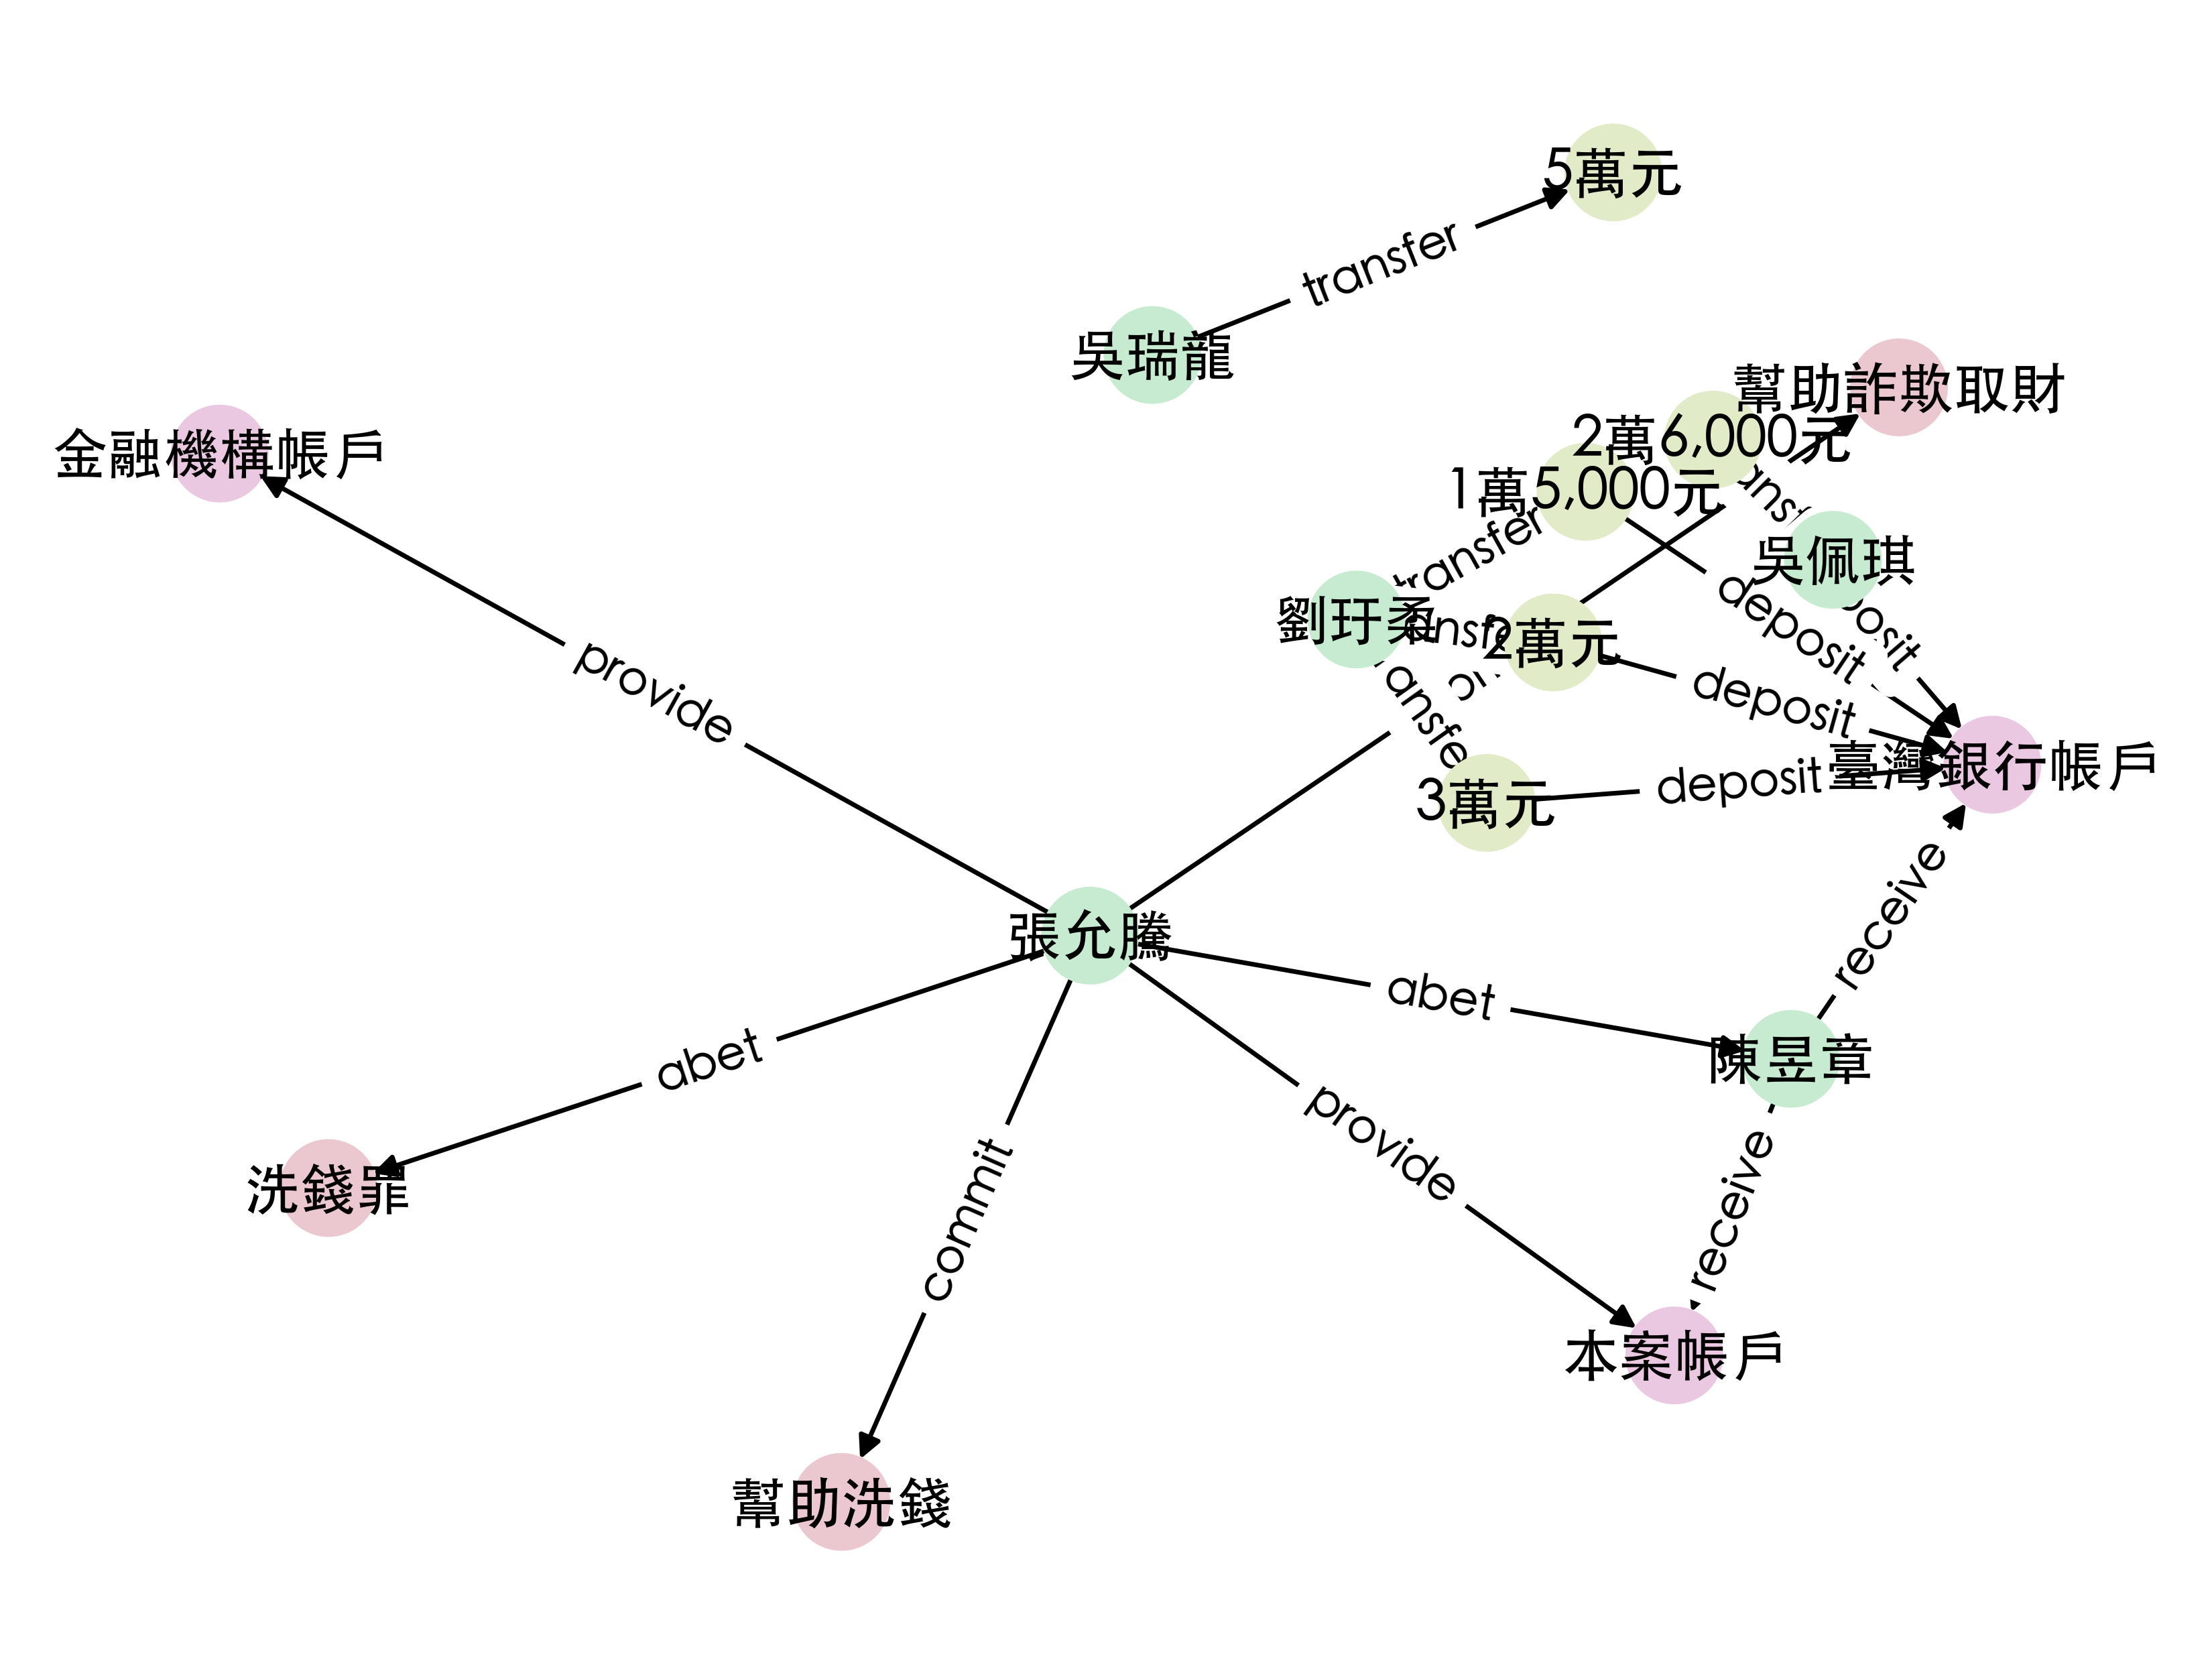 5萬元
transfer
吳瑞龍
幫助詐欺取財
2萬6,000元
金融機構帳戶
1萬5,000元
transfer
吳佩琪
deposit
劉玗柔
2萬元
provide
deposit
臺灣銀行帳戶
3萬元
deposit
receive
張允騰
abet
陳昱章
abet
provide
commit
receive
洗錢罪
本案帳戶
幫助洗錢